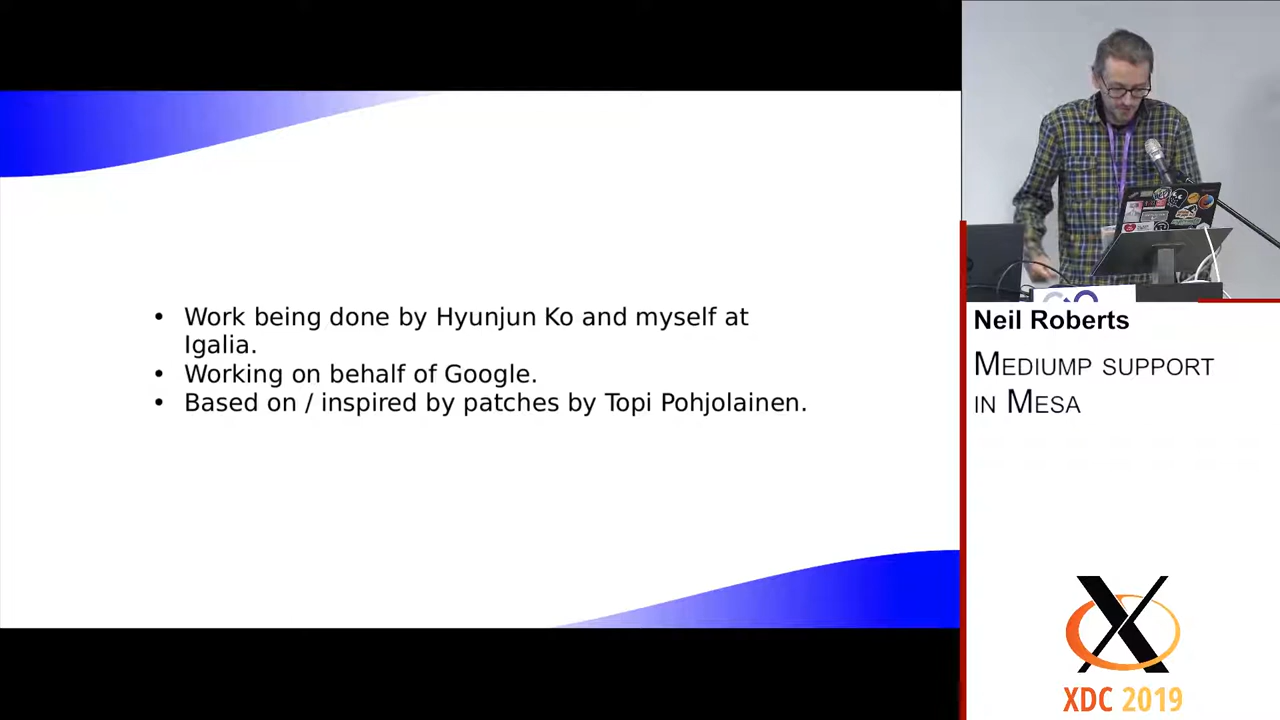 • Work being done by Hyunjun Ko and myself at
Igalia.
• Working on behalf of Google.
• Based on / inspired by patches by Topi Pohjolainen.
Neil Roberts
Mediump support
in Mesa
XDC 2019